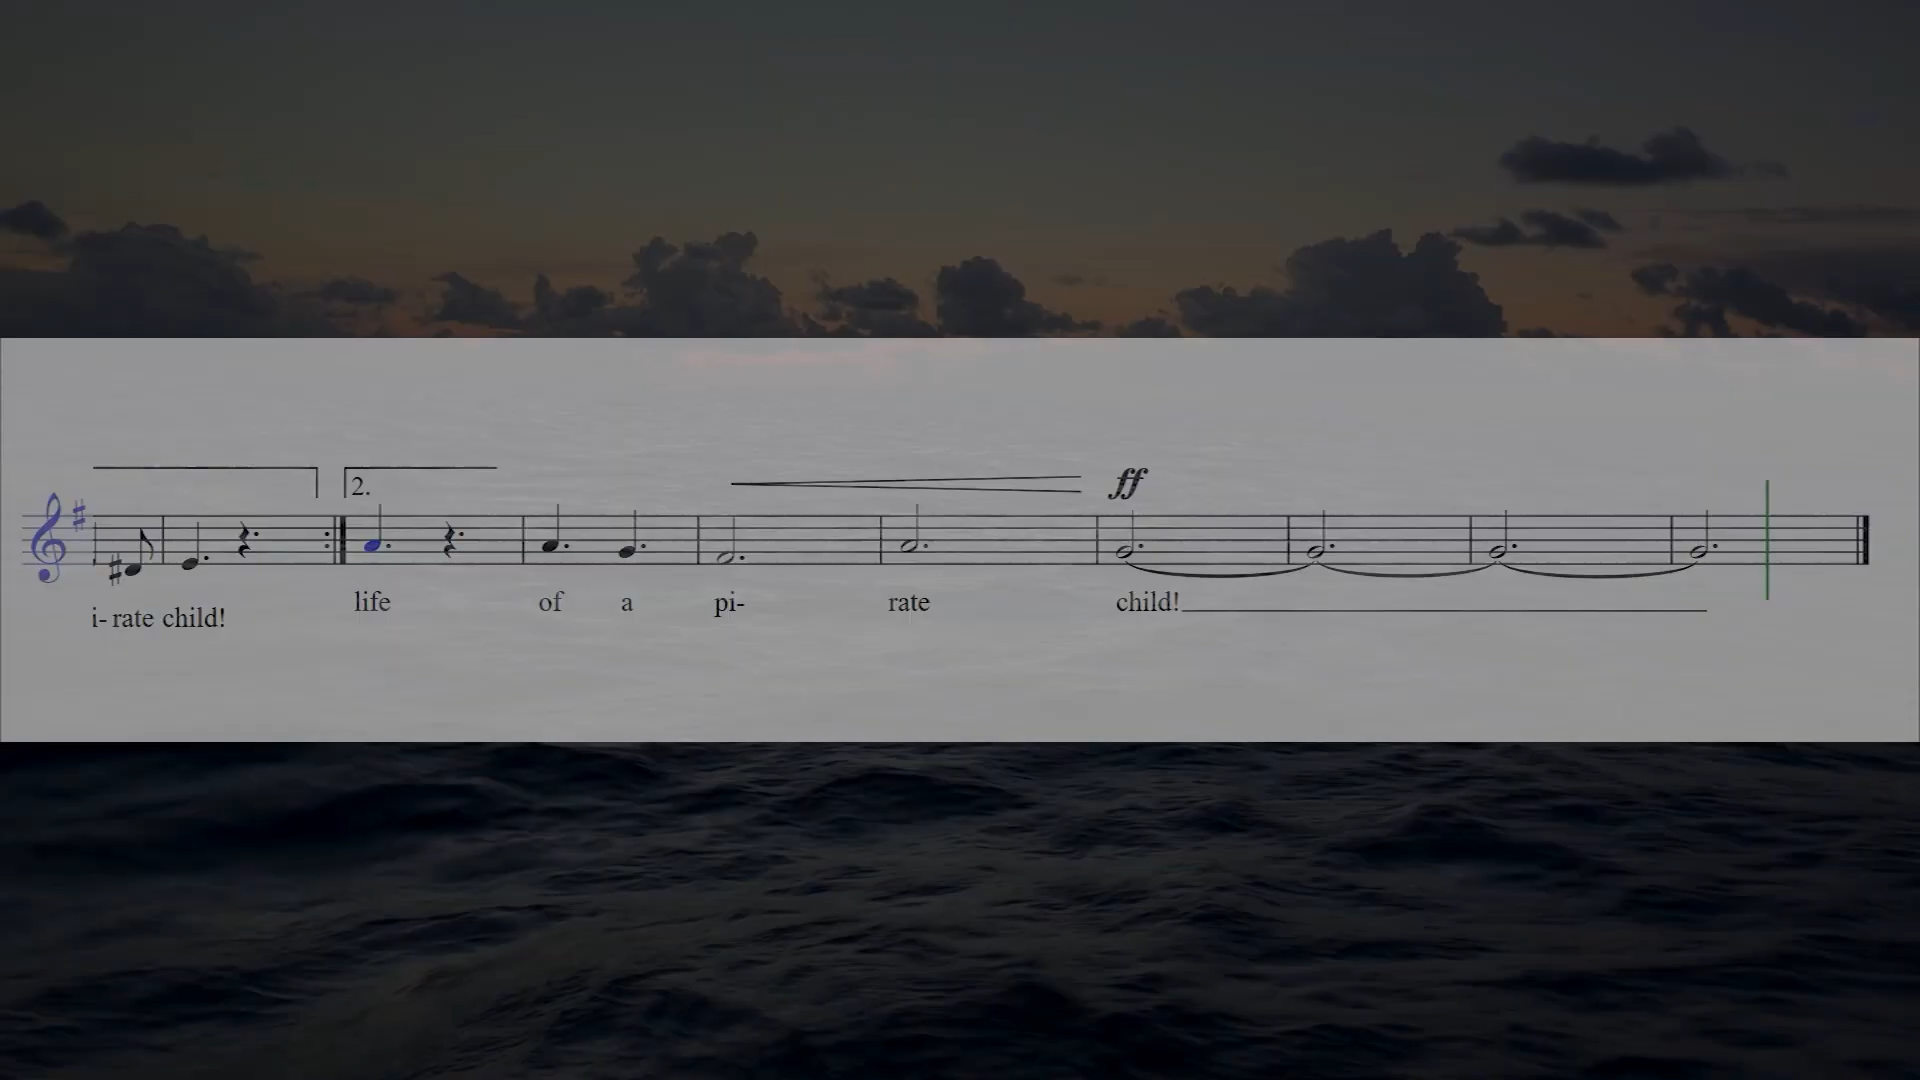 2.
ff
life of a pi- rate child!
i- rate child!